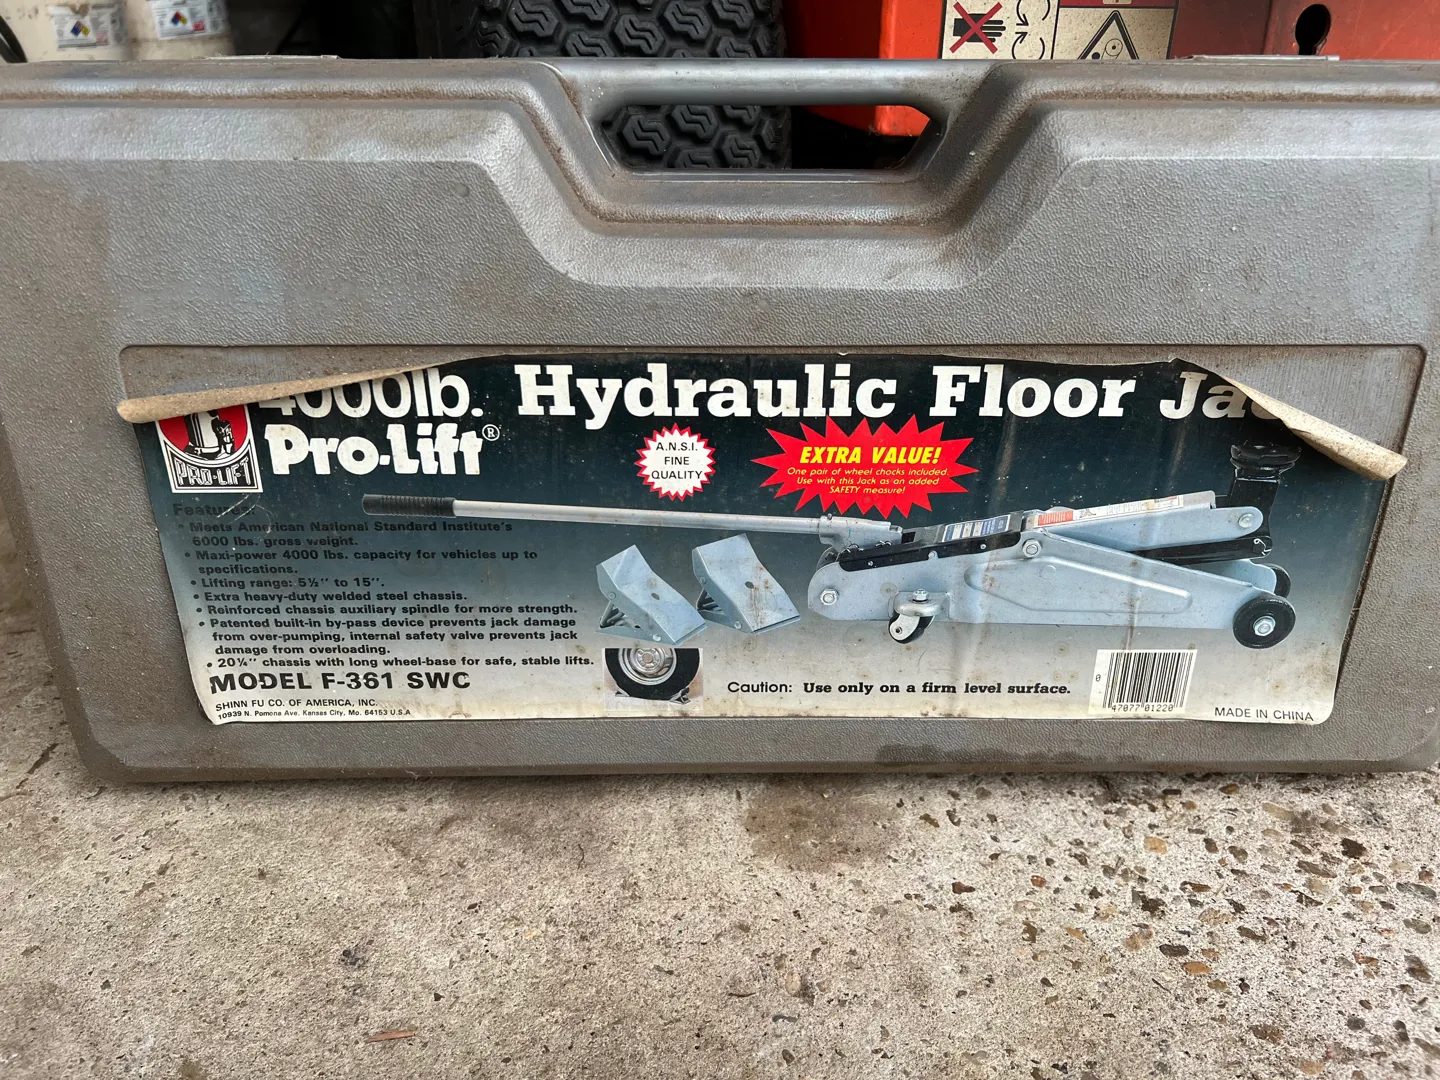 4000lb. Hydraulic Floor Jac
Pro-Lift®
PRO-LIFT
A.N.S.I.
FINE
QUALITY
EXTRA VALUE!
One pair of wheel chocks included.
Use with this Jack as an added
SAFETY measure!
Features:
• Meets American National Standard Institute's
6000 lbs. gross weight.
• Maxi-power 4000 lbs. capacity for vehicles up to
specifications.
• Lifting range: 5½" to 15".
• Extra heavy-duty welded steel chassis.
• Reinforced chassis auxiliary spindle for more strength.
• Patented built-in by-pass device prevents jack damage
from over-pumping, internal safety valve prevents jack
damage from overloading.
• 20¼" chassis with long wheel-base for safe, stable lifts.
MODEL F-361 SWC
SHINN FU CO. OF AMERICA, INC.
10939 N. Pomona Ave. Kansas City, Mo. 64153 U.S.A
Caution: Use only on a firm level surface.
0 47077 01220
MADE IN CHINA